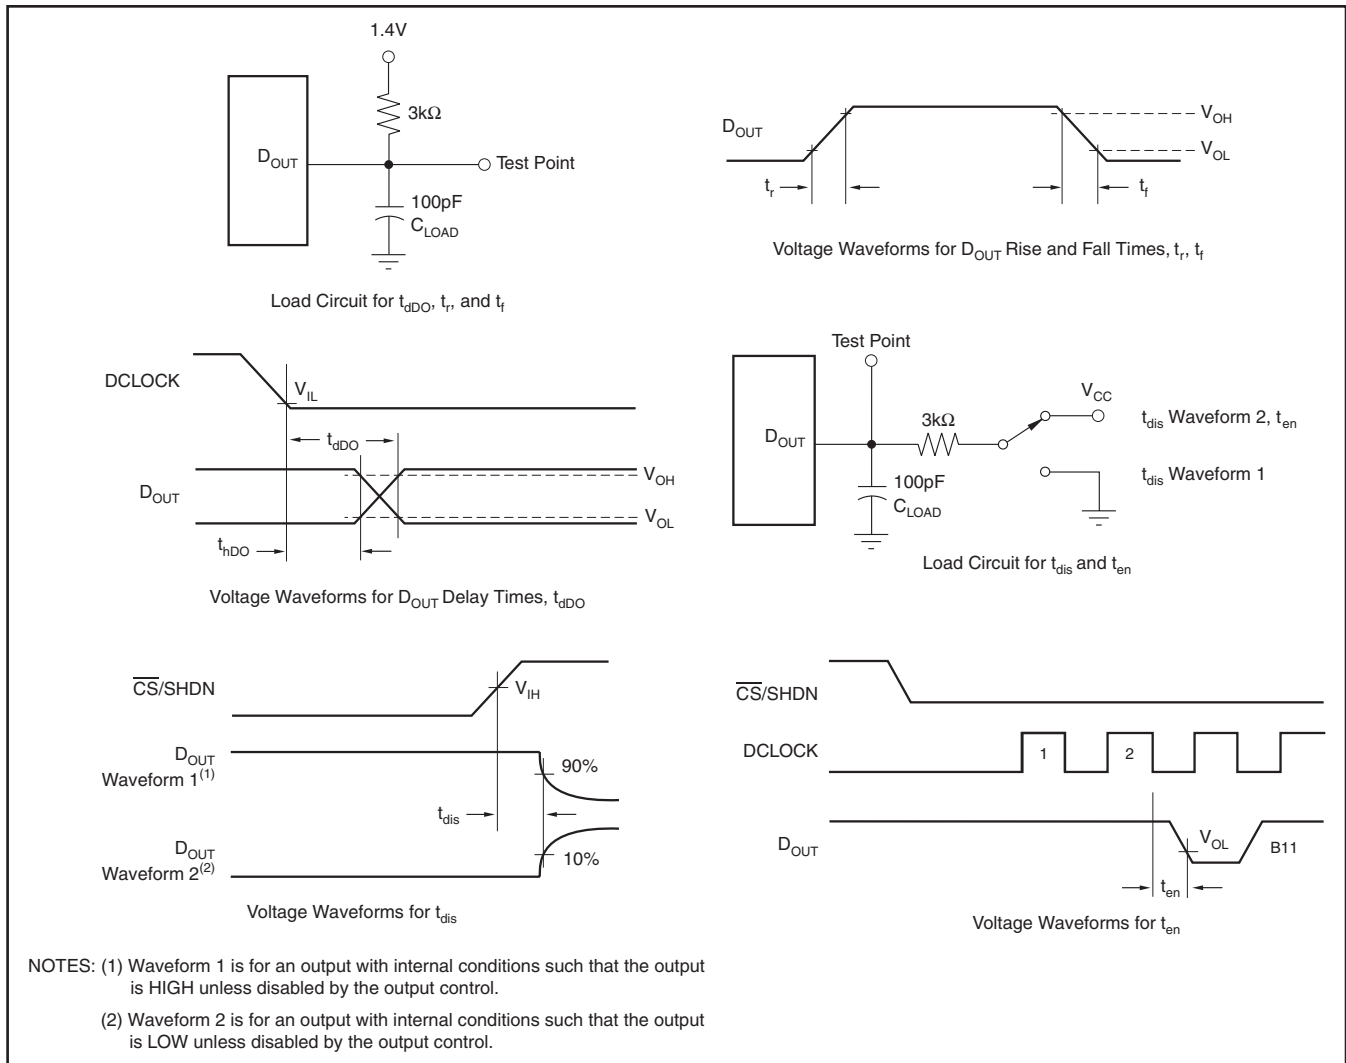 1.4V
3kΩ
D_OUT
Test Point
100pF
C_LOAD
Load Circuit for t_dDO, t_r, and t_f
D_OUT
V_OH
V_OL
t_r
t_f
Voltage Waveforms for D_OUT Rise and Fall Times, t_r, t_f
DCLOCK
V_IL
t_dDO
D_OUT
V_OH
V_OL
t_hDO
Voltage Waveforms for D_OUT Delay Times, t_dDO
Test Point
V_CC
D_OUT
3kΩ
t_dis Waveform 2, t_en
100pF
C_LOAD
t_dis Waveform 1
Load Circuit for t_dis and t_en
C̅S̅/SHDN
V_IH
D_OUT
Waveform 1(1)
90%
t_dis
D_OUT
Waveform 2(2)
10%
Voltage Waveforms for t_dis
C̅S̅/SHDN
DCLOCK
1
2
D_OUT
V_OL
B11
t_en
Voltage Waveforms for t_en
NOTES: (1) Waveform 1 is for an output with internal conditions such that the output
is HIGH unless disabled by the output control.
(2) Waveform 2 is for an output with internal conditions such that the output
is LOW unless disabled by the output control.